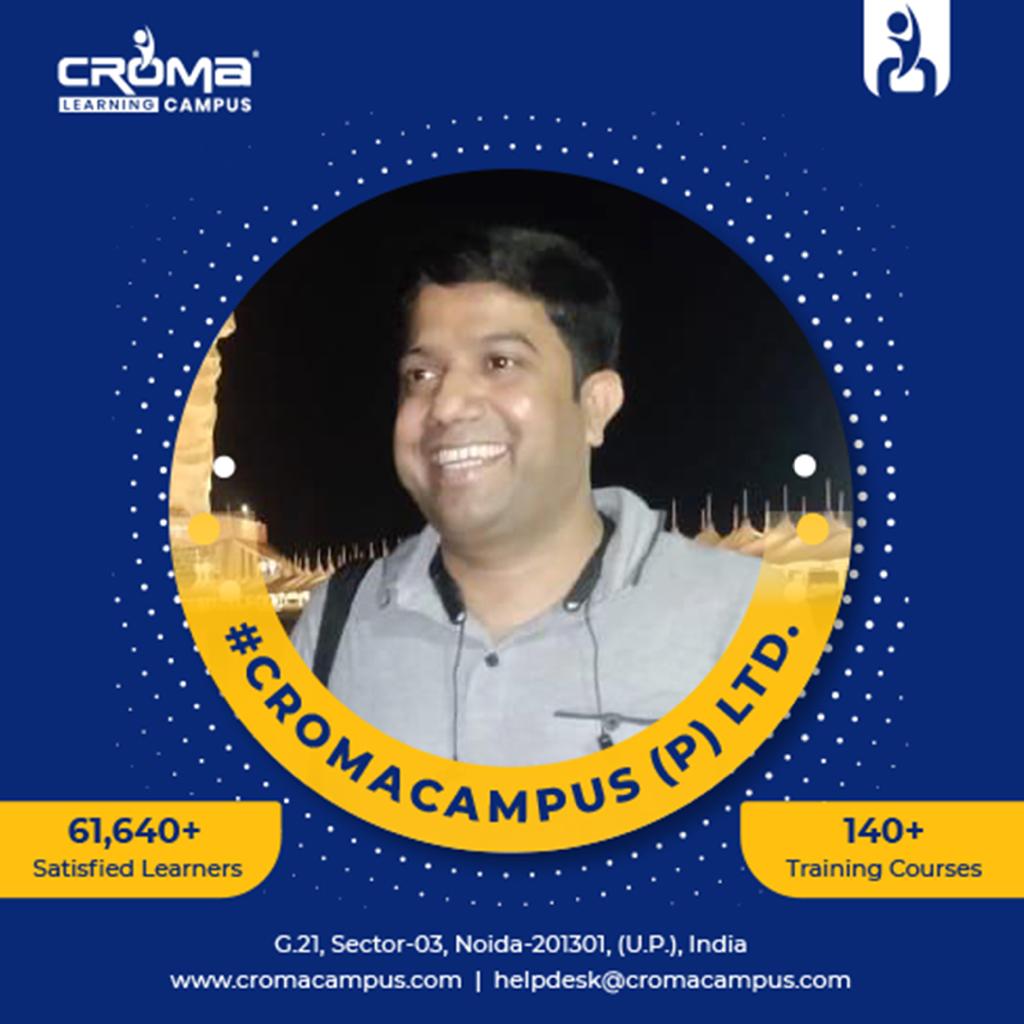 CROMA
LEARNING CAMPUS
#CROMACAMPUS (P) LTD.
61,640+
Satisfied Learners
140+
Training Courses
G.21, Sector-03, Noida-201301, (U.P.), India
www.cromacampus.com | helpdesk@cromacampus.com